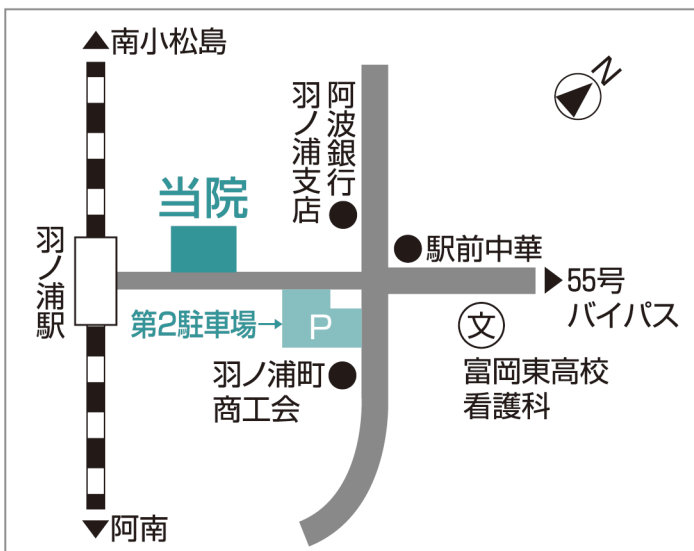 南小松島
N
阿波銀行
羽ノ浦支店
当院
駅前中華
羽ノ浦駅
55号
バイパス
第2駐車場→
P
文
羽ノ浦町
商工会
富岡東高校
看護科
阿南